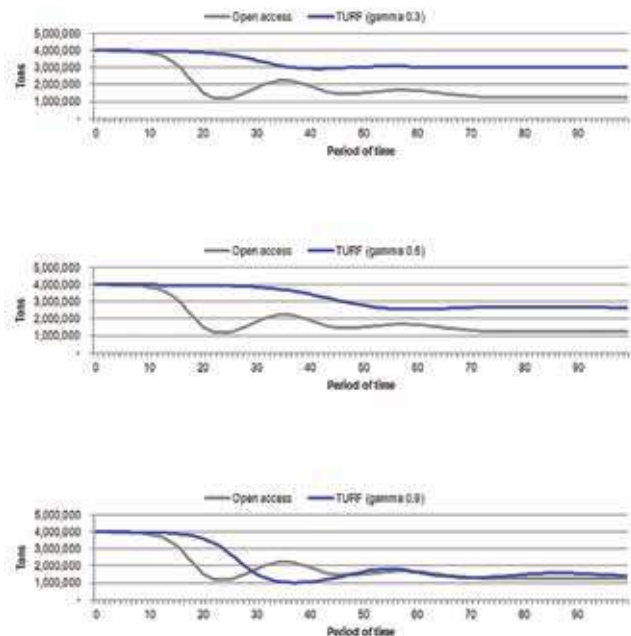 Open access TURF (gamma 0.3)
5,000,000
4,000,000
3,000,000
2,000,000
1,000,000
-
Tons
0 10 20 30 40 50 60 70 80 90
Period of time
Open access TURF (gamma 0.6)
5,000,000
4,000,000
3,000,000
2,000,000
1,000,000
-
Tons
0 10 20 30 40 50 60 70 80 90
Period of time
Open access TURF (gamma 0.9)
5,000,000
4,000,000
3,000,000
2,000,000
1,000,000
-
Tons
0 10 20 30 40 50 60 70 80 90
Period of time